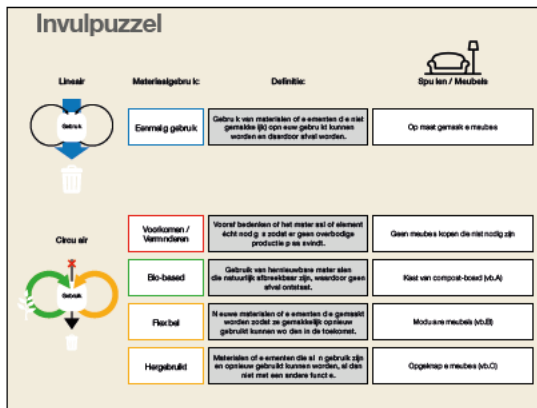 Invulpuzzel
Lineair
Materiaalgebruik:
Definitie:
Spullen / Meubels
Gebruik
Eenmalig gebruik
Gebruik van materialen of elementen die niet
gemakkelijk opnieuw gebruikt kunnen
worden en daardoor afval worden.
Op maat gemaakte meubels
Circulair
Gebruik
Voorkomen /
Verminderen
Vooraf bedenken of het materiaal of element
écht nodig is zodat er geen overbodige
productie plaatsvindt.
Geen meubels kopen die niet nodig zijn
Bio-based
Gebruik van hernieuwbare materialen
die natuurlijk afbreekbaar zijn, waardoor geen
afval ontstaat.
Kast van compost-board (vb.A)
Flexibel
Nieuwe materialen of elementen die gemaakt
worden zodat ze gemakkelijk opnieuw
gebruikt kunnen worden in de toekomst.
Modulaire meubels (vb.B)
Hergebruikt
Materialen of elementen die al in gebruik zijn
en opnieuw gebruikt kunnen worden, al dan
niet met een andere functie.
Opgeknapte meubels (vb.C)